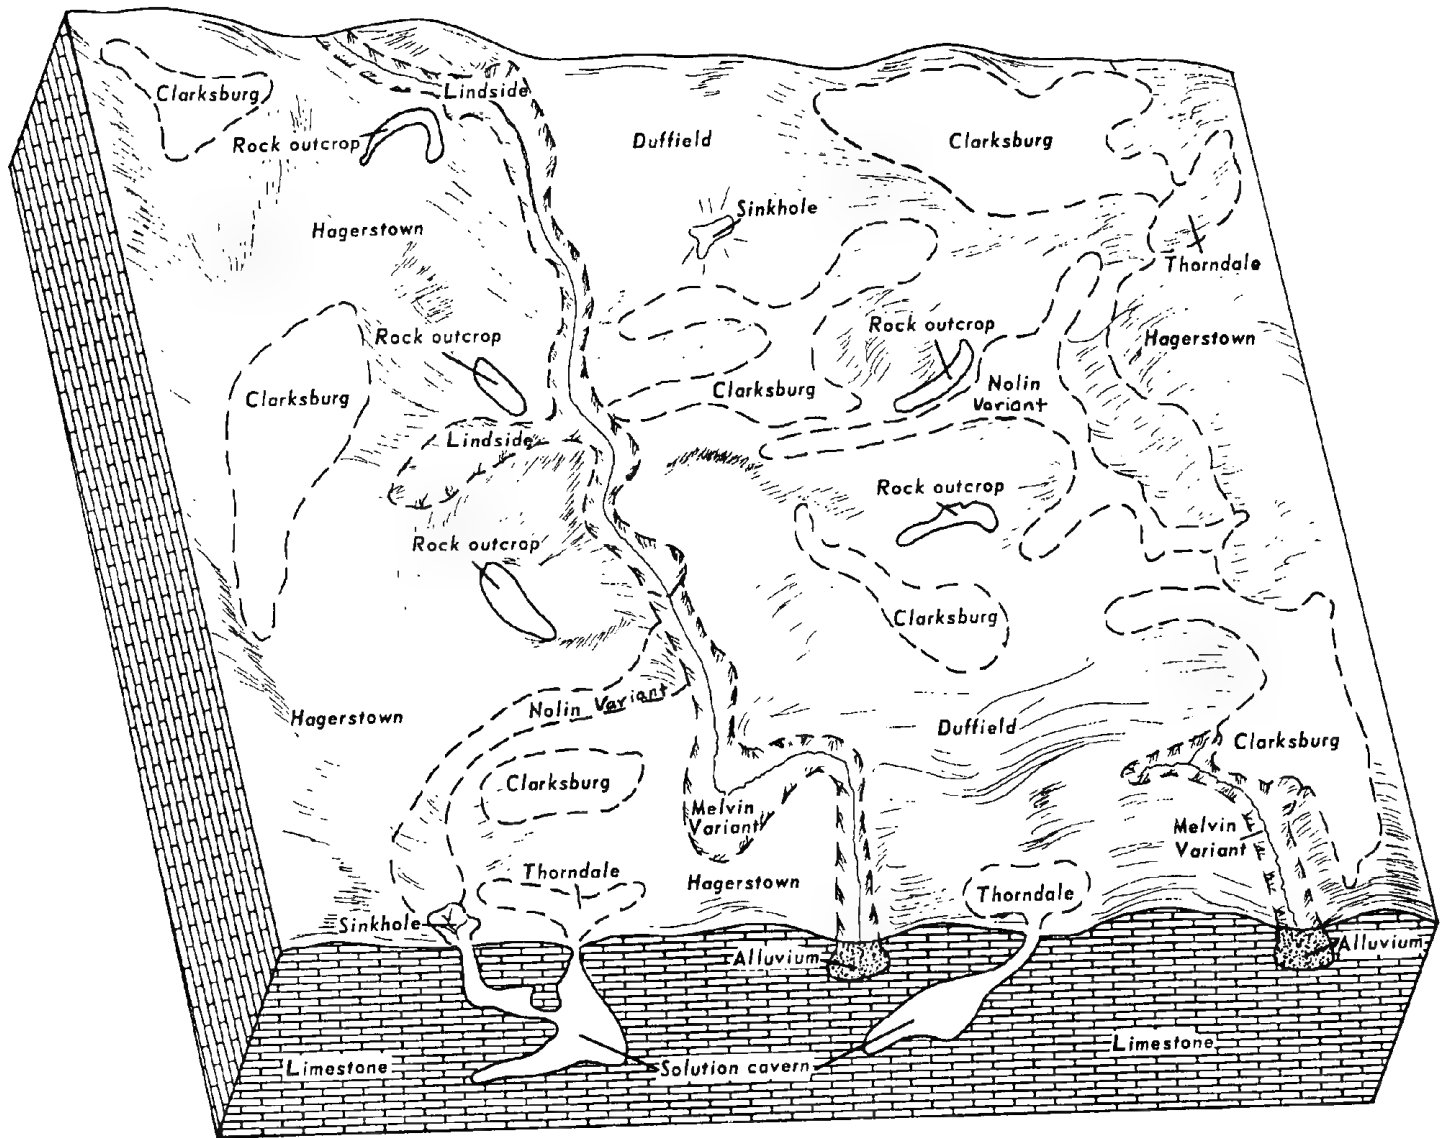 Clarksburg
Lindside
Rock outcrop
Duffield
Clarksburg
Sinkhole
Hagerstown
Thorndale
Rock outcrop
Rock outcrop
Hagerstown
Clarksburg
Clarksburg
Nolin
Variant
Lindside
Rock outcrop
Rock outcrop
Clarksburg
Hagerstown
Nolin Variant
Duffield
Clarksburg
Clarksburg
Melvin
Variant
Melvin
Variant
Thorndale
Hagerstown
Thorndale
Sinkhole
Alluvium
Alluvium
Limestone
Solution cavern
Limestone